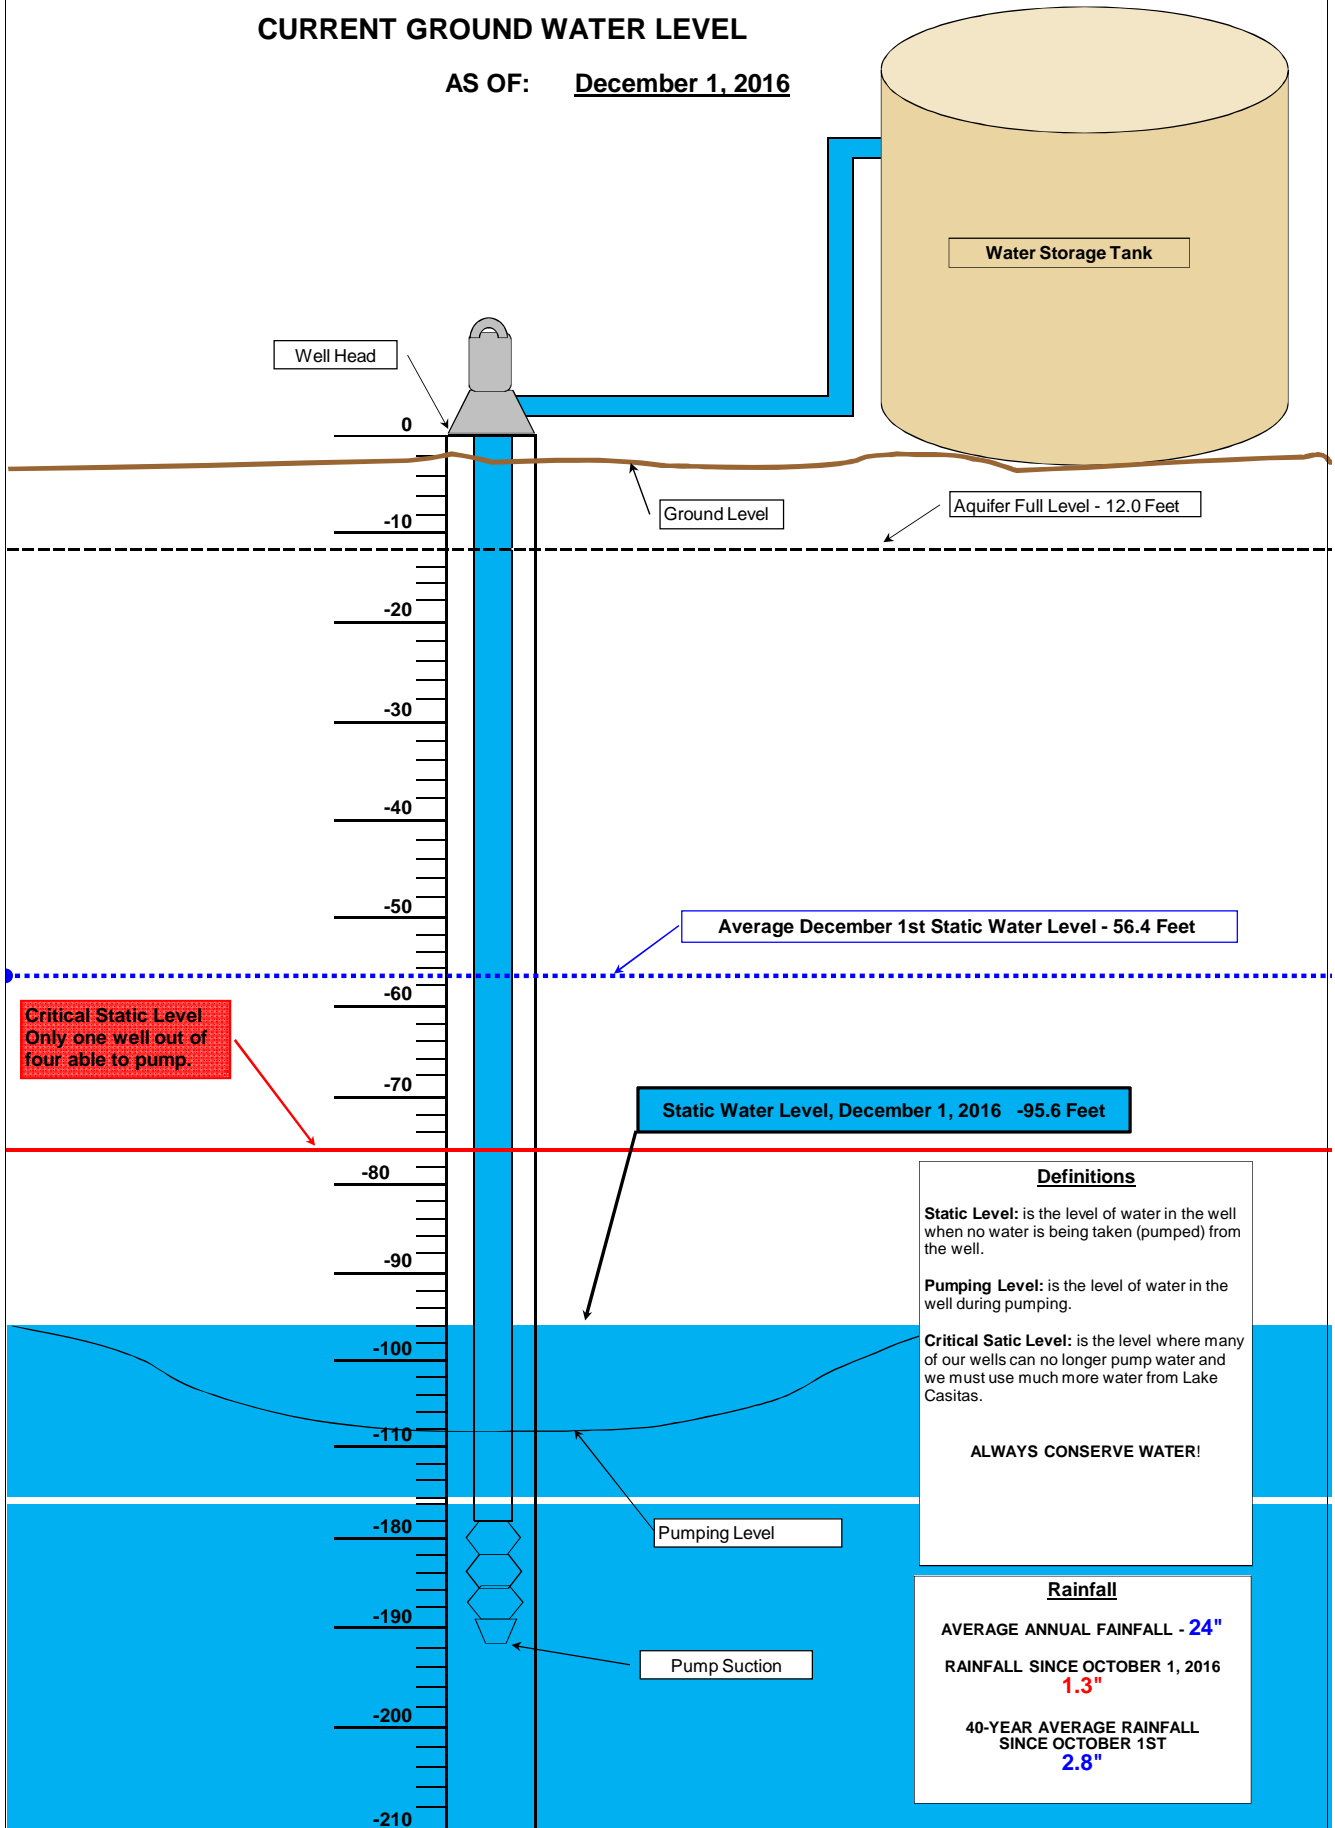 CURRENT GROUND WATER LEVEL
AS OF: December 1, 2016
Water Storage Tank
Well Head
0
Ground Level
Aquifer Full Level - 12.0 Feet
-10
-20
-30
-40
-50
Average December 1st Static Water Level - 56.4 Feet
-60
Critical Static Level
Only one well out of
four able to pump.
-70
Static Water Level, December 1, 2016 -95.6 Feet
-80
-90
-100
-110
Definitions
Static Level: is the level of water in the well
when no water is being taken (pumped) from
the well.
Pumping Level: is the level of water in the
well during pumping.
Critical Satic Level: is the level where many
of our wells can no longer pump water and
we must use much more water from Lake
Casitas.
ALWAYS CONSERVE WATER!
Pumping Level
-180
-190
Pump Suction
-200
-210
Rainfall
AVERAGE ANNUAL FAINFALL - 24"
RAINFALL SINCE OCTOBER 1, 2016
1.3"
40-YEAR AVERAGE RAINFALL
SINCE OCTOBER 1ST
2.8"